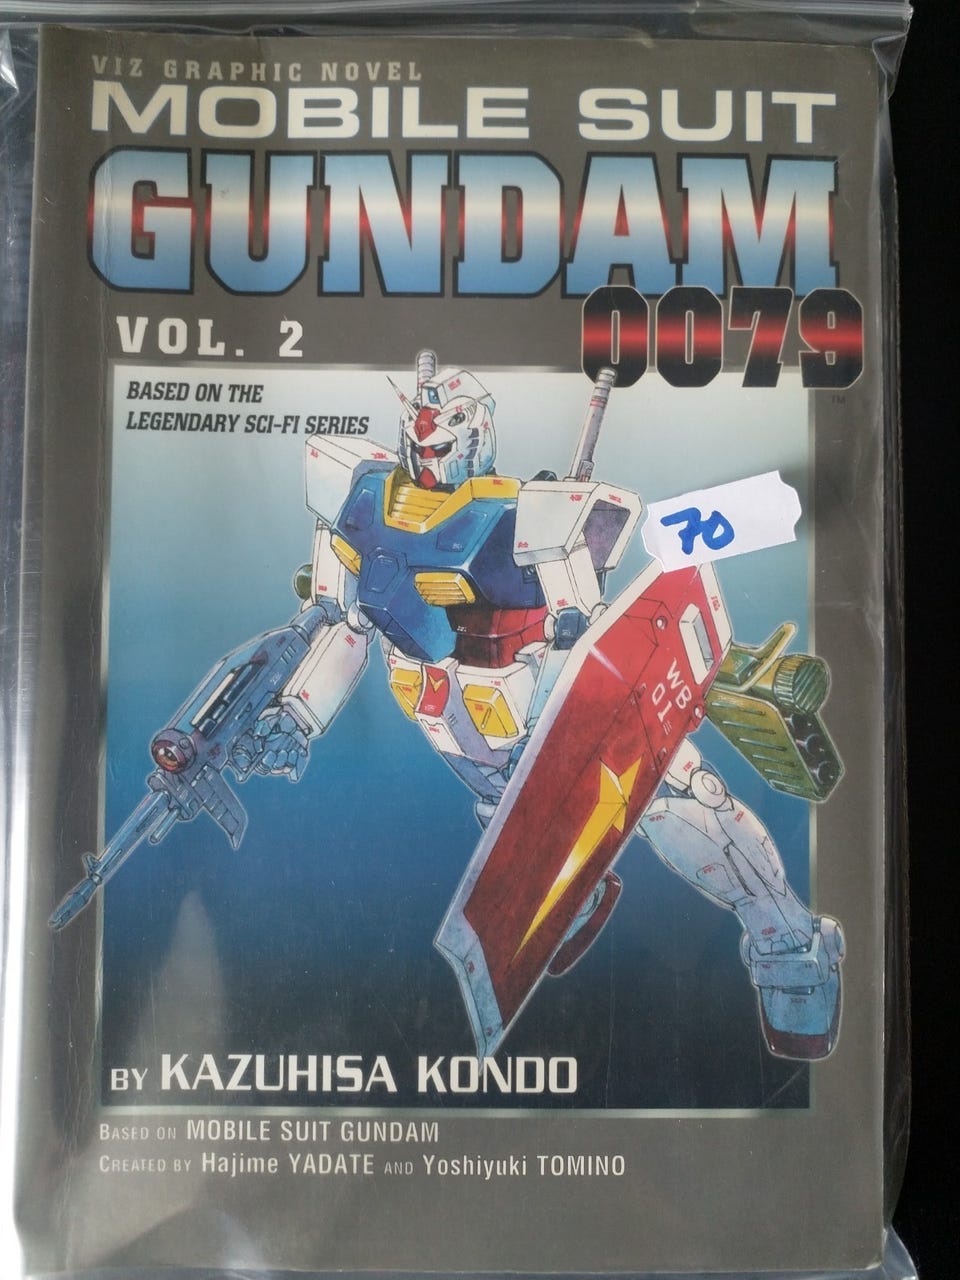 VIZ GRAPHIC NOVEL
MOBILE SUIT
GUNDAM
0079
TM
VOL. 2
BASED ON THE
LEGENDARY SCI-FI SERIES
70
WB
01
BY KAZUHISA KONDO
BASED ON MOBILE SUIT GUNDAM
CREATED BY Hajime YADATE AND Yoshiyuki TOMINO